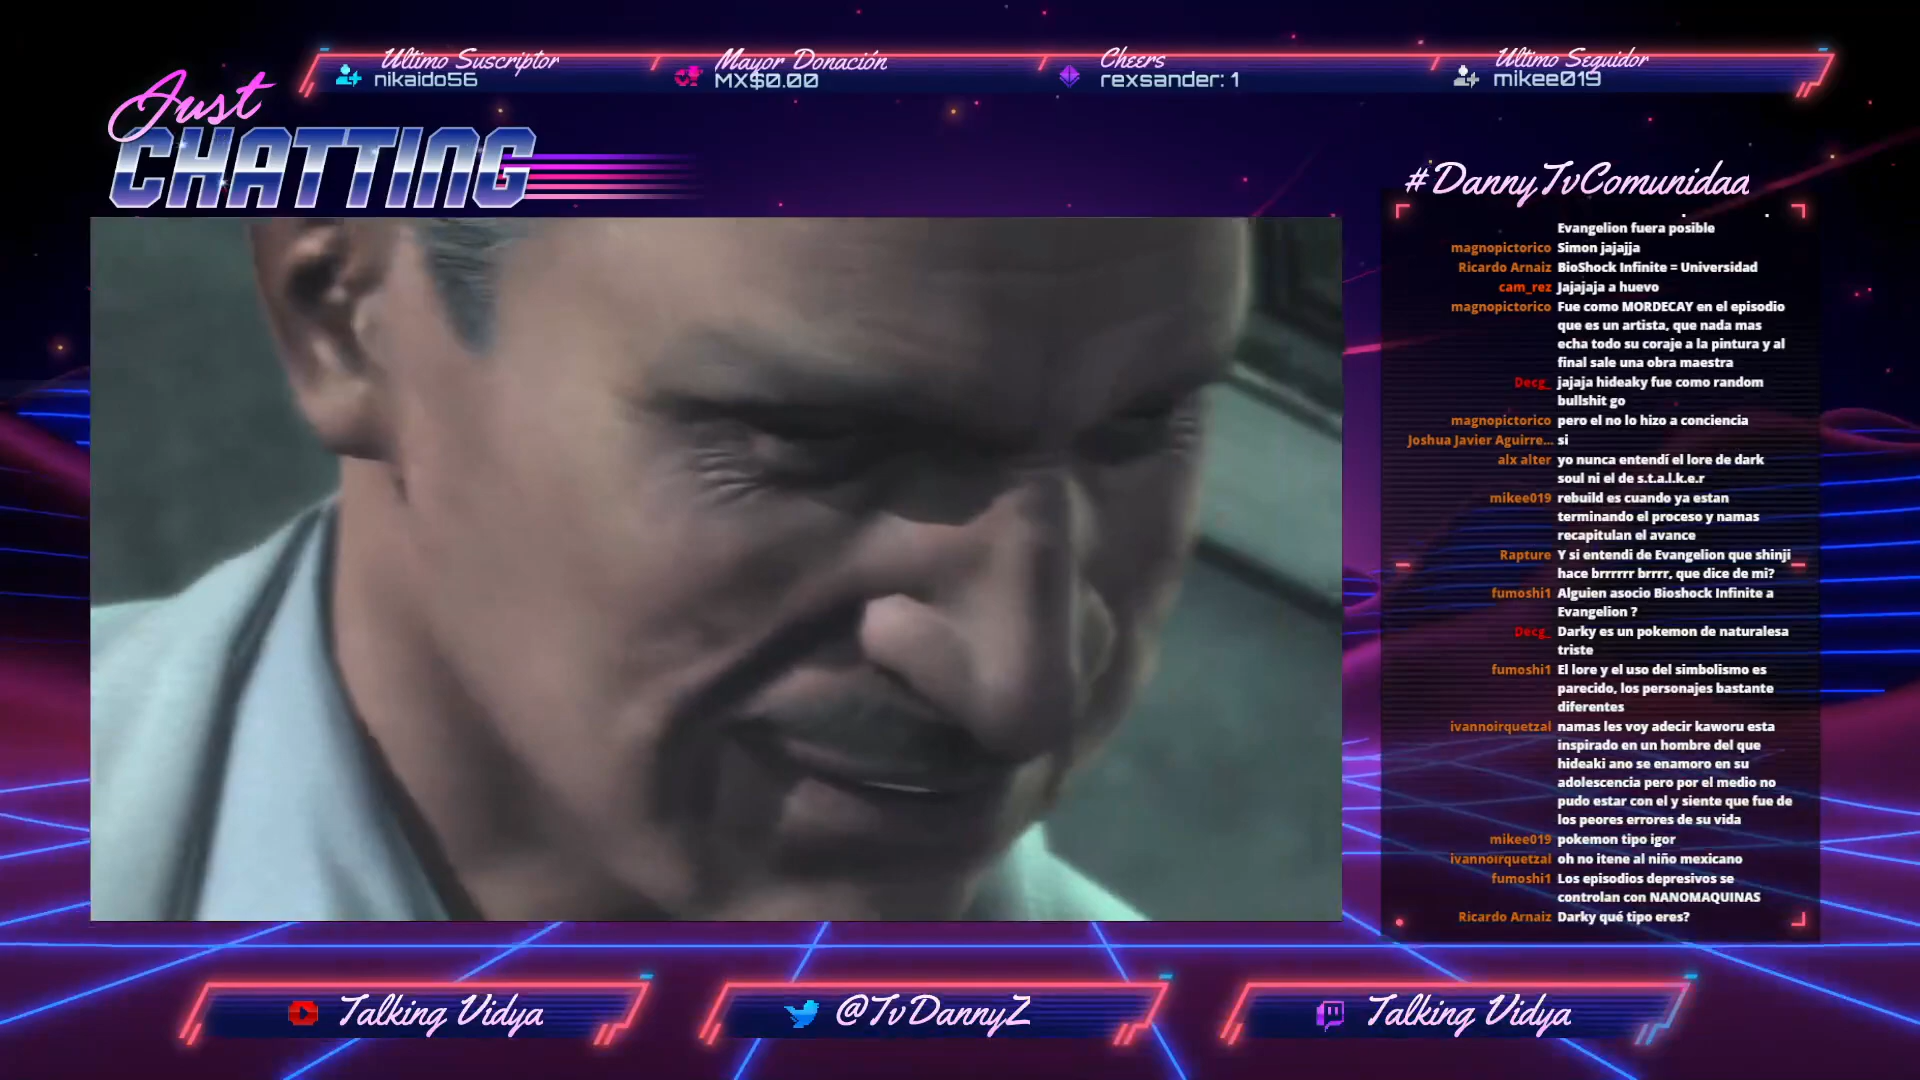 Ultimo Suscriptor
nikaido56
Mayor Donación
MX$0.00
Cheers
rexsander: 1
Ultimo Seguidor
mikee019
Just
CHATTING
#DannyTvComunidad
Evangelion fuera posible
magnopictorico Simon jajajja
Ricardo Arnaiz BioShock Infinite = Universidad
cam_rez Jajajaja a huevo
magnopictorico Fue como MORDECAY en el episodio
que es un artista, que nada mas
echa todo su coraje a la pintura y al
final sale una obra maestra
Decg_ jajaja hideaky fue como random
bullshit go
magnopictorico pero el no lo hizo a conciencia
Joshua Javier Aguirre... si
alx alter yo nunca entendí el lore de dark
soul ni el de s.t.a.l.k.e.r
mikee019 rebuild es cuando ya estan
terminando el proceso y namas
recapitulan el avance
Rapture Y si entendi de Evangelion que shinji
hace brrrrrr brrrr, que dice de mi?
fumoshi1 Alguien asocio Bioshock Infinite a
Evangelion ?
Decg_ Darky es un pokemon de naturalesa
triste
fumoshi1 El lore y el uso del simbolismo es
parecido, los personajes bastante
diferentes
ivannoirquetzal namas les voy adecir kaworu esta
inspirado en un hombre del que
hideaki ano se enamoro en su
adolescencia pero por el medio no
pudo estar con el y siente que fue de
los peores errores de su vida
mikee019 pokemon tipo igor
ivannoirquetzal oh no itene al niño mexicano
fumoshi1 Los episodios depresivos se
controlan con NANOMAQUINAS
Ricardo Arnaiz Darky qué tipo eres?
Talking Vidya
@TvDannyZ
Talking Vidya